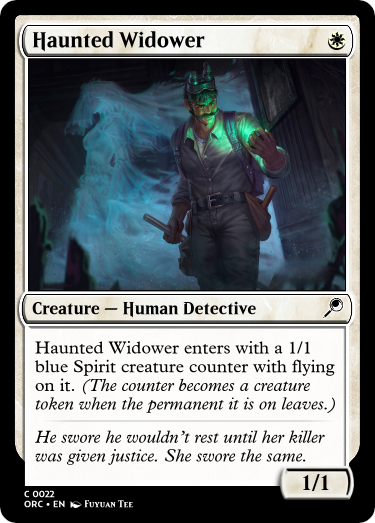 Haunted Widower
Creature — Human Detective
Haunted Widower enters with a 1/1
blue Spirit creature counter with flying
on it. (The counter becomes a creature
token when the permanent it is on leaves.)
He swore he wouldn't rest until her killer
was given justice. She swore the same.
1/1
C 0022
ORC • EN Fuyuan Tee